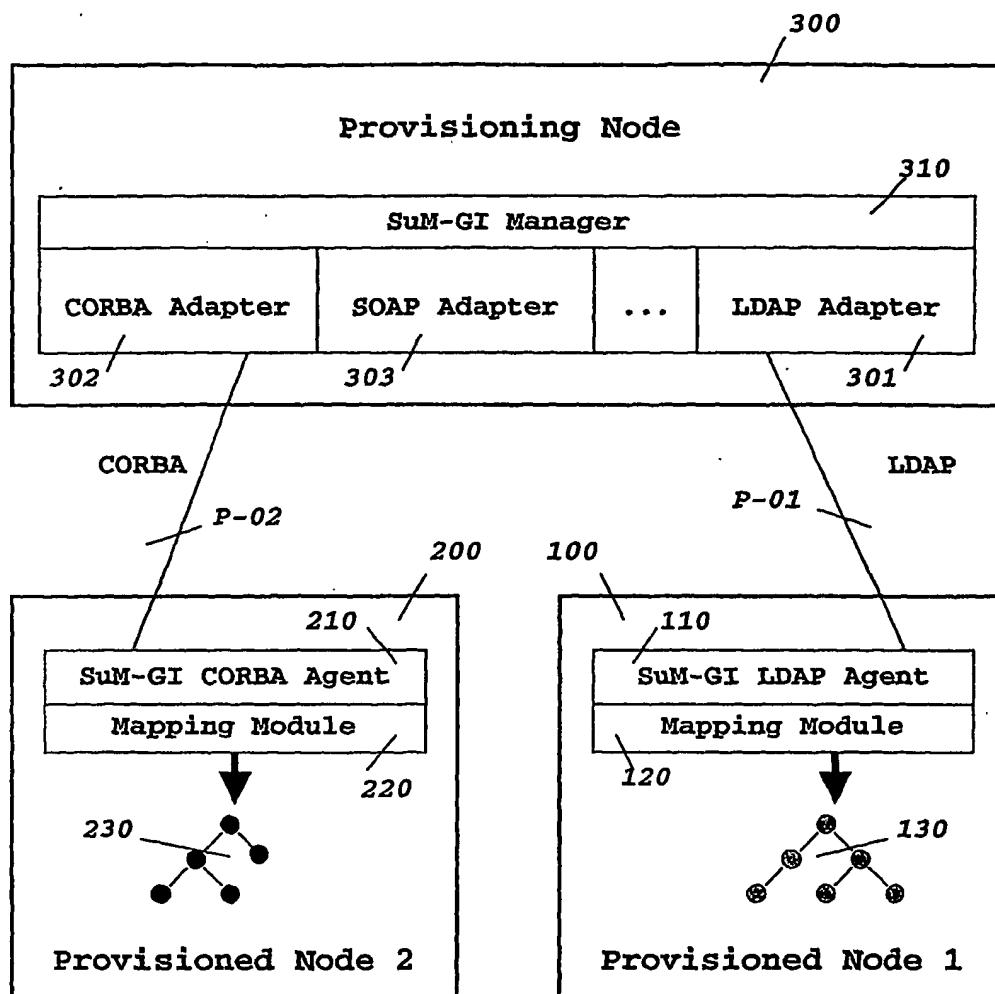 300
Provisioning Node
310
SuM-GI Manager
CORBA Adapter
SOAP Adapter
...
LDAP Adapter
302
303
301
CORBA
LDAP
P-02
P-01
200
100
210
110
SuM-GI CORBA Agent
SuM-GI LDAP Agent
Mapping Module
Mapping Module
220
120
230
130
Provisioned Node 2
Provisioned Node 1